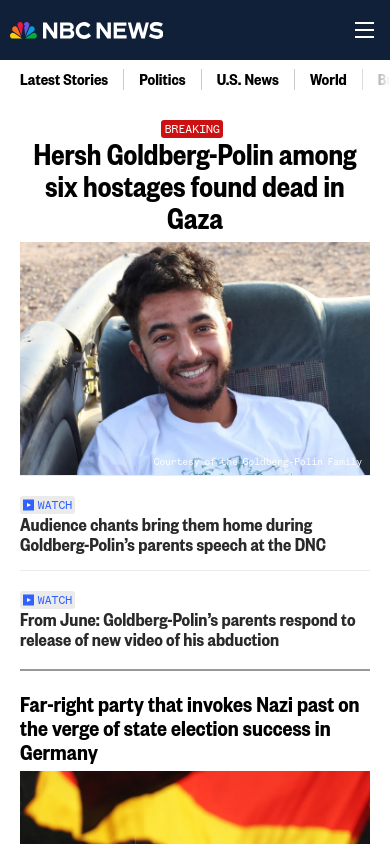 NBC NEWS
Latest Stories
Politics
U.S. News
World
BREAKING
Hersh Goldberg-Polin among
six hostages found dead in
Gaza
Courtesy of the Goldberg-Polin Family
WATCH
Audience chants bring them home during
Goldberg-Polin’s parents speech at the DNC
WATCH
From June: Goldberg-Polin’s parents respond to
release of new video of his abduction
Far-right party that invokes Nazi past on
the verge of state election success in
Germany